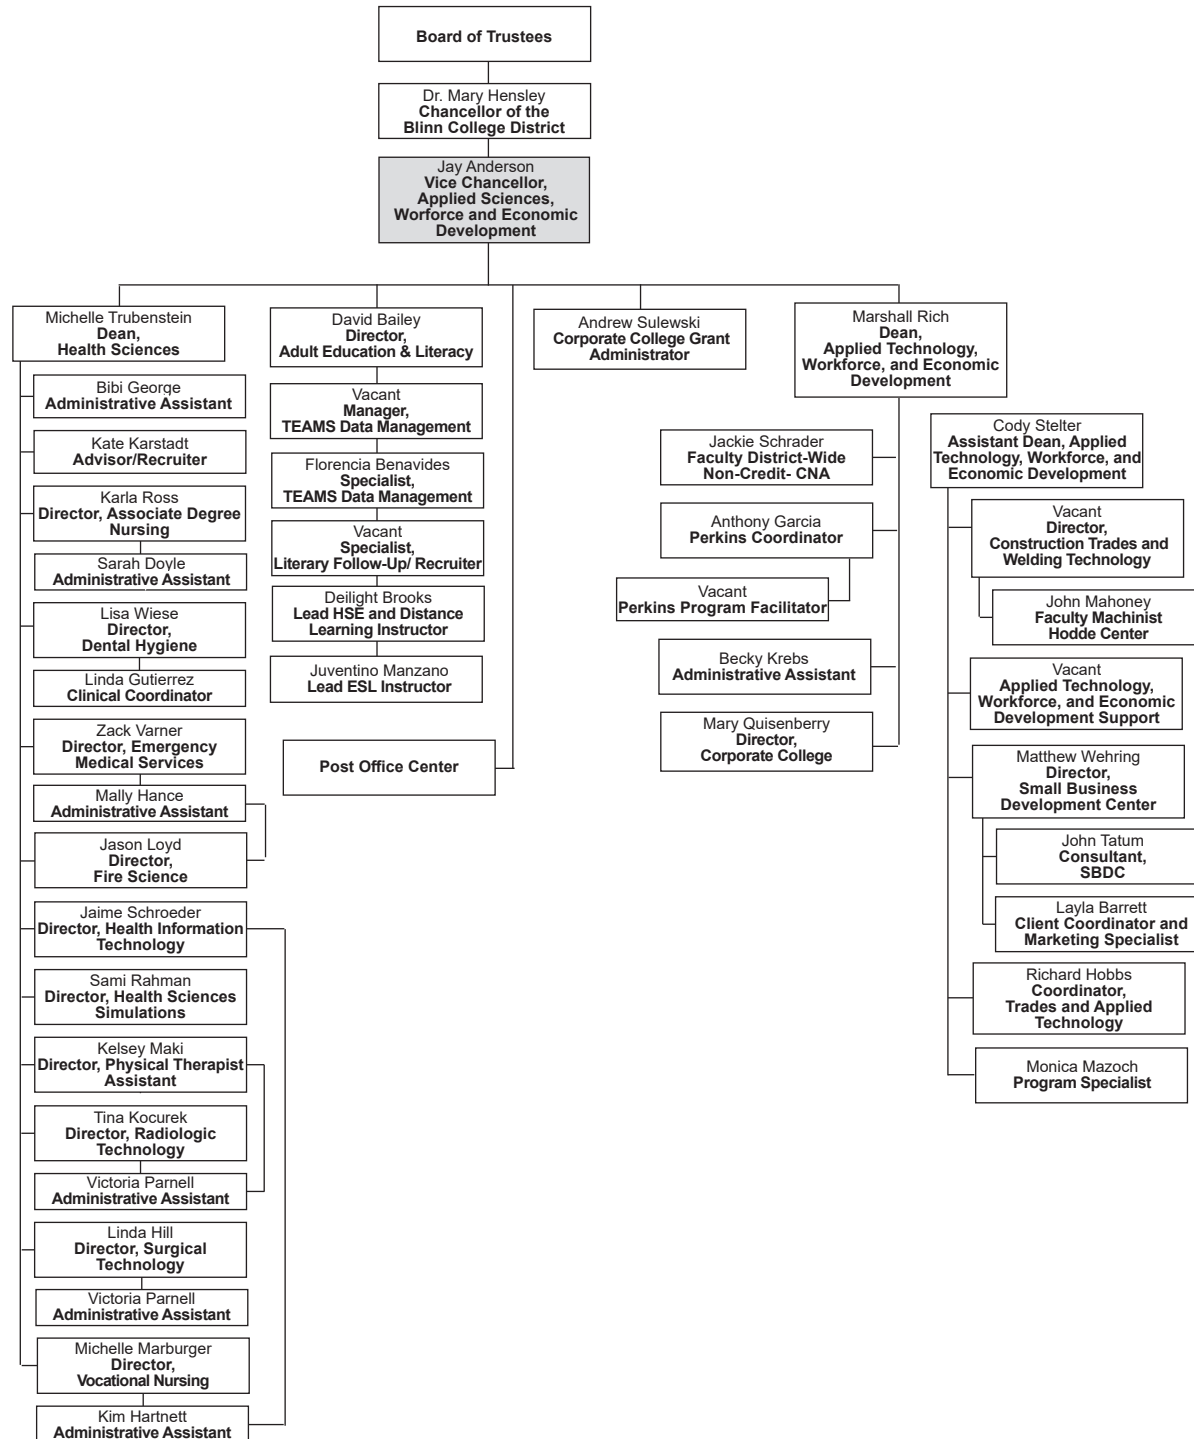 Board of Trustees
Dr. Mary Hensley
Chancellor of the
Blinn College District
Jay Anderson
Vice Chancellor,
Applied Sciences,
Worforce and Economic
Development
Michelle Trubenstein
Dean,
Health Sciences
Bibi George
Administrative Assistant
Kate Karstadt
Advisor/Recruiter
Karla Ross
Director, Associate Degree
Nursing
Sarah Doyle
Administrative Assistant
Lisa Wiese
Director,
Dental Hygiene
Linda Gutierrez
Clinical Coordinator
Zack Varner
Director, Emergency
Medical Services
Mally Hance
Administrative Assistant
Jason Loyd
Director,
Fire Science
Jaime Schroeder
Director, Health Information
Technology
Sami Rahman
Director, Health Sciences
Simulations
Kelsey Maki
Director, Physical Therapist
Assistant
Tina Kocurek
Director, Radiologic
Technology
Victoria Parnell
Administrative Assistant
Linda Hill
Director, Surgical
Technology
Victoria Parnell
Administrative Assistant
Michelle Marburger
Director,
Vocational Nursing
Kim Hartnett
Administrative Assistant
David Bailey
Director,
Adult Education & Literacy
Vacant
Manager,
TEAMS Data Management
Florencia Benavides
Specialist,
TEAMS Data Management
Vacant
Specialist,
Literary Follow-Up/ Recruiter
Deilight Brooks
Lead HSE and Distance
Learning Instructor
Juventino Manzano
Lead ESL Instructor
Post Office Center
Andrew Sulewski
Corporate College Grant
Administrator
Marshall Rich
Dean,
Applied Technology,
Workforce, and Economic
Development
Jackie Schrader
Faculty District-Wide
Non-Credit- CNA
Anthony Garcia
Perkins Coordinator
Vacant
Perkins Program Facilitator
Becky Krebs
Administrative Assistant
Mary Quisenberry
Director,
Corporate College
Cody Stelter
Assistant Dean, Applied
Technology, Workforce, and
Economic Development
Vacant
Director,
Construction Trades and
Welding Technology
John Mahoney
Faculty Machinist
Hodde Center
Vacant
Applied Technology,
Workforce, and Economic
Development Support
Matthew Wehring
Director,
Small Business
Development Center
John Tatum
Consultant,
SBDC
Layla Barrett
Client Coordinator and
Marketing Specialist
Richard Hobbs
Coordinator,
Trades and Applied
Technology
Monica Mazoch
Program Specialist